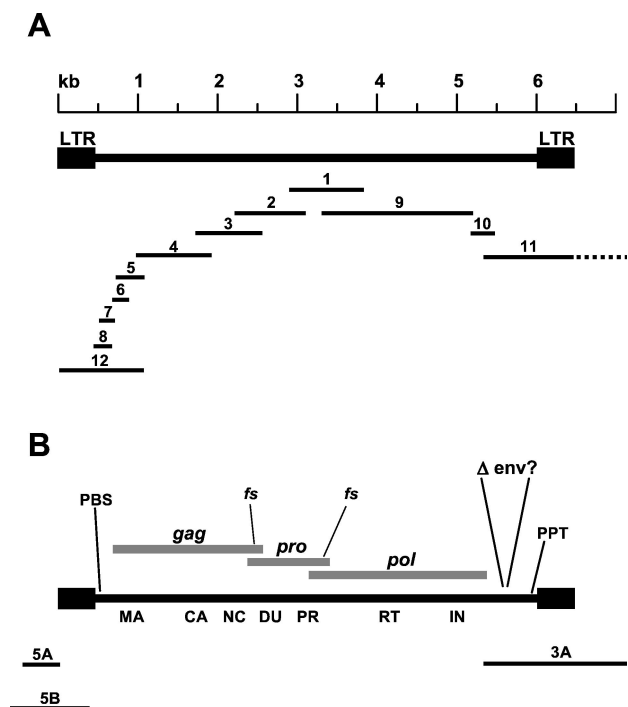 A
kb 1 2 3 4 5 6
LTR LTR
1
2 9
3 10
4 11
5
6
7
8
12
B
Δ env?
PBS fs fs
gag PPT
pro
pol
MA CA NC DU PR RT IN
5A 3A
5B